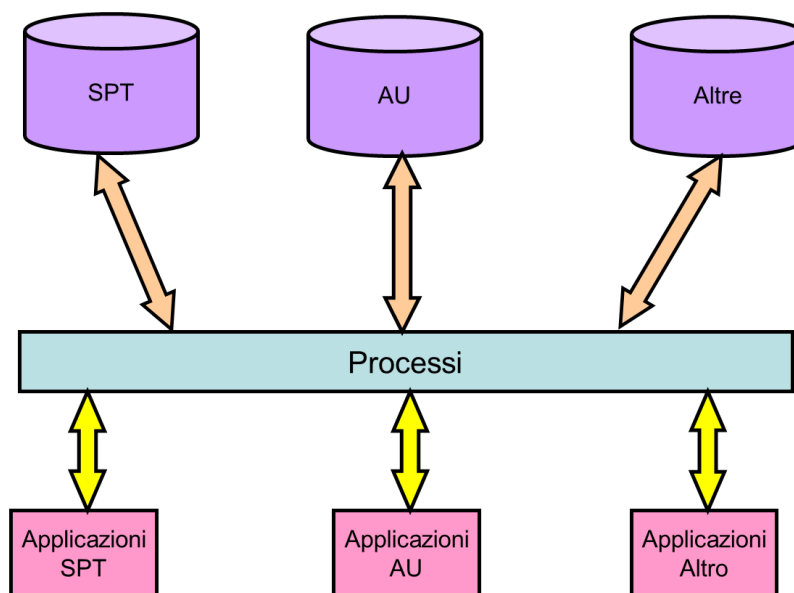 SPT
AU
Altre
Processi
Applicazioni
SPT
Applicazioni
AU
Applicazioni
Altro